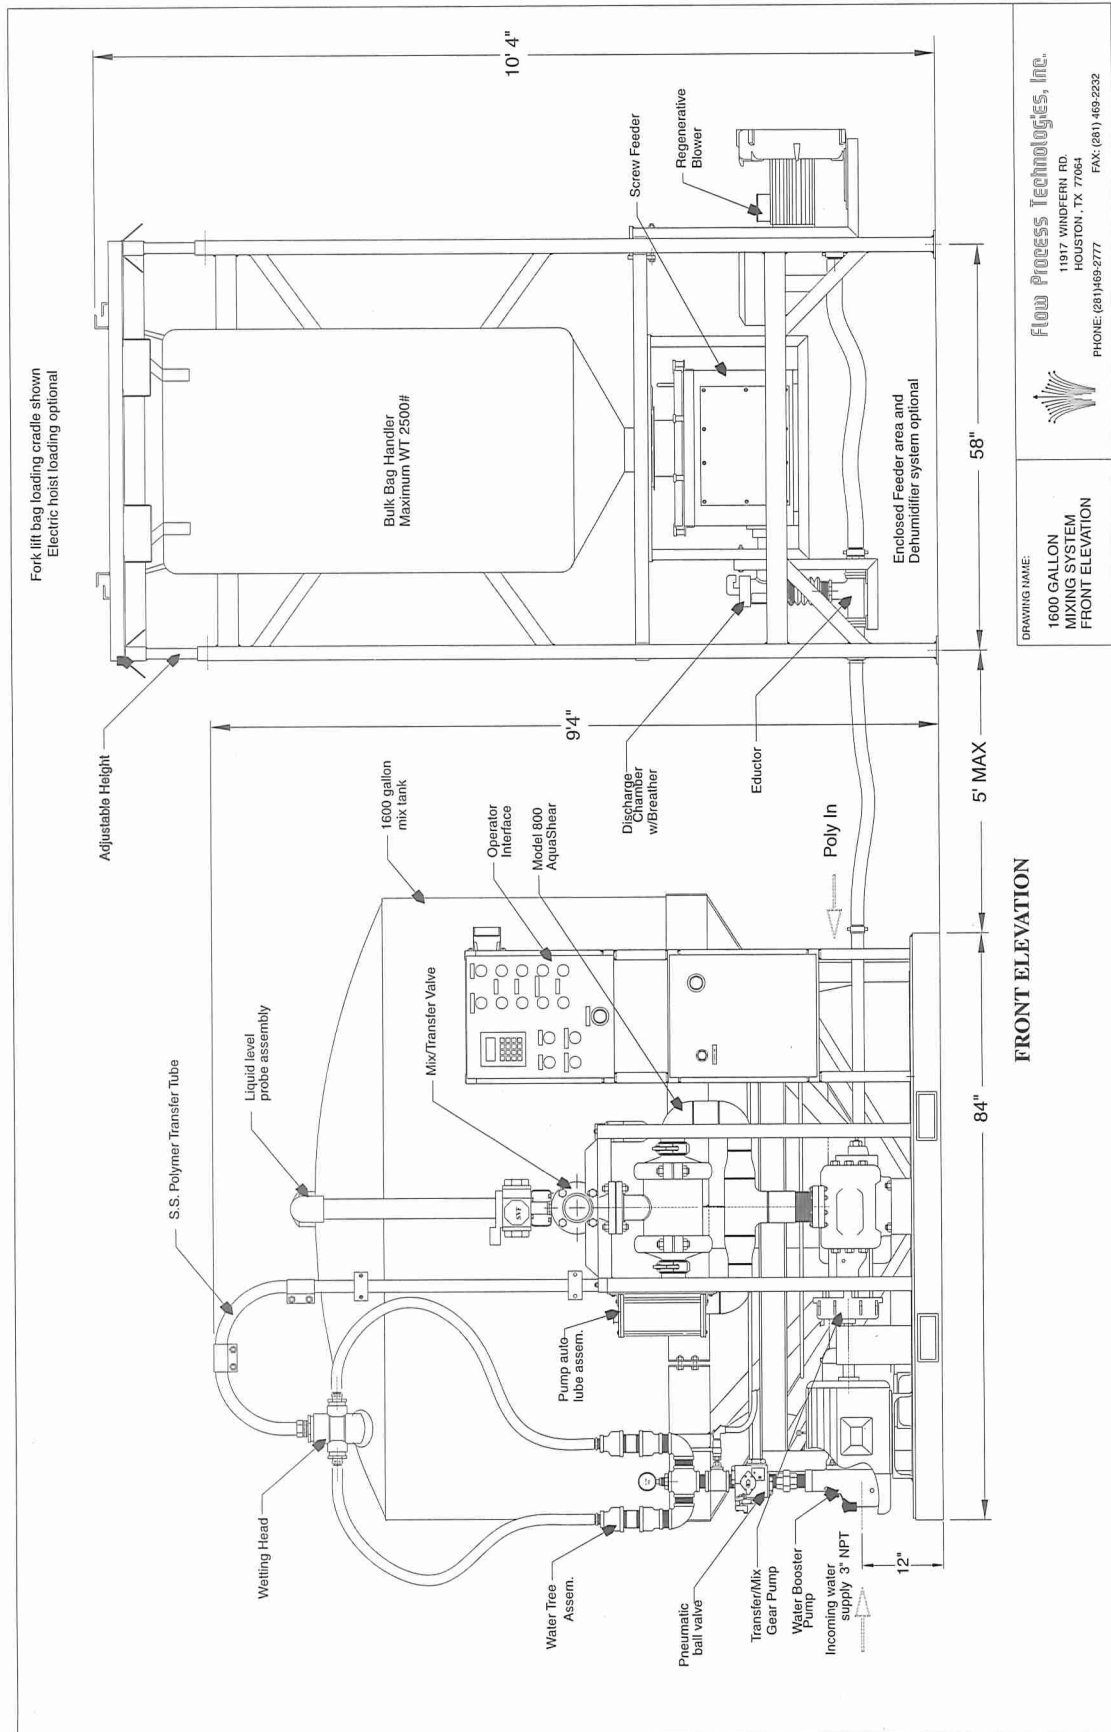 Fork lift bag loading cradle shown
Electric hoist loading optional
Adjustable Height
10' 4"
Bulk Bag Handler
Maximum WT 2500#
Regenerative
Blower
Screw Feeder
S.S. Polymer Transfer Tube
Liquid level
probe assembly
1600 gallon
mix tank
9'4"
Wetting Head
Mix/Transfer Valve
Operator
Interface
Model 800
AquaShear
SVF
Discharge
Chamber
w/Breather
Eductor
Enclosed Feeder area and
Dehumidifier system optional
Water Tree
Assem.
Pump auto
lube assem.
Poly In
Pneumatic
ball valve
Transfer/Mix
Gear Pump
Water Booster
Pump
Incoming water
supply 3" NPT
12"
84"
5' MAX
58"
FRONT ELEVATION
DRAWING NAME:
1600 GALLON
MIXING SYSTEM
FRONT ELEVATION
Flow Process Technologies, Inc.
11917 WINDFERN RD.
HOUSTON, TX 77064
PHONE: (281)469-2777 FAX: (281) 469-2232